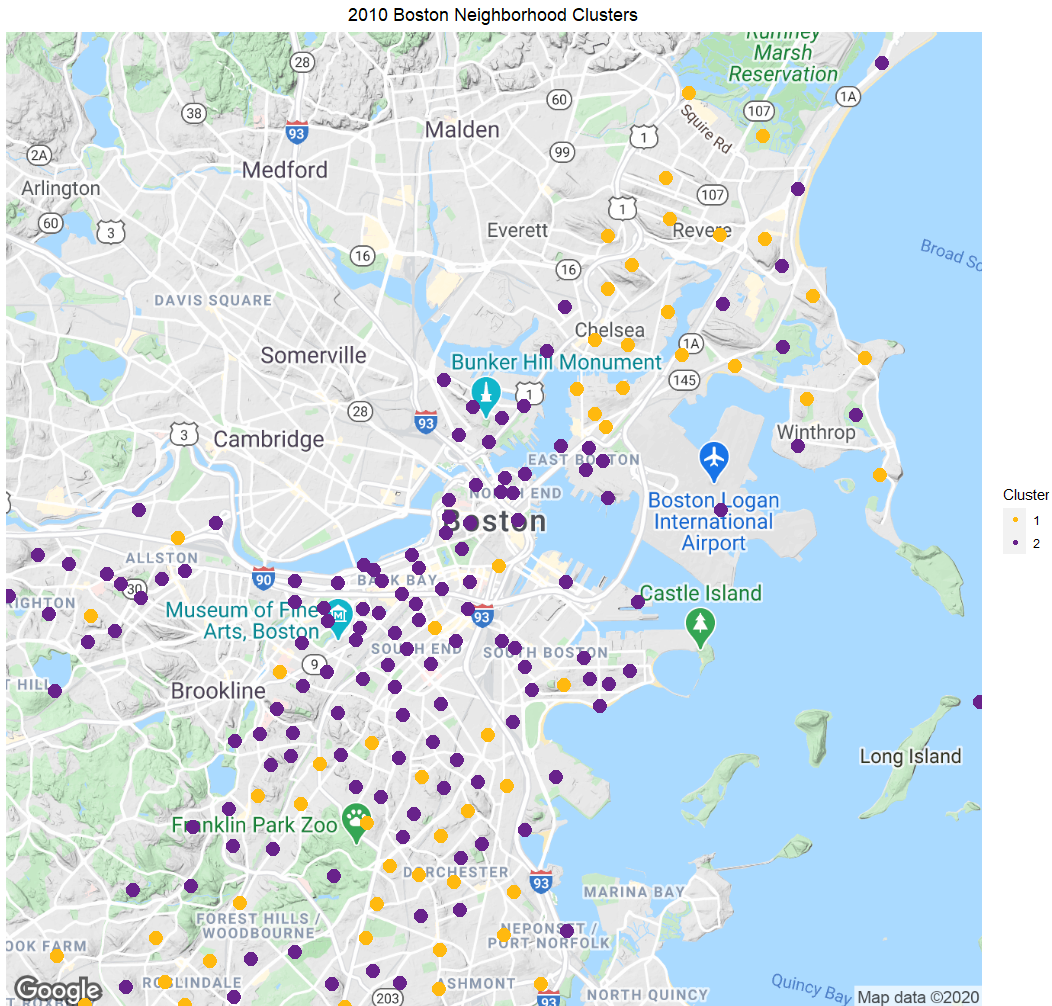 2010 Boston Neighborhood Clusters
Rumney
Marsh
Reservation
28
60
38
107
1A
Squire Rd
93
Malden
1
99
2A
Medford
Arlington
107
60
3
1
Everett
Revere
16
Broad So
16
DAVIS SQUARE
Chelsea
Somerville
1A
Bunker Hill Monument
145
1
28
93
3
Cambridge
Winthrop
EAST BOSTON
NORTH END
Boston
Boston Logan
International
Airport
Cluster
1
2
ALLSTON
90
BACK BAY
30
Castle Island
RIGHTON
Museum of Fine
Arts, Boston
93
SOUTH END
SOUTH BOSTON
9
T HILL
Brookline
Long Island
Franklin Park Zoo
DORCHESTER
93
MARINA BAY
FOREST HILLS /
WOODBOURNE
NEPONSET /
PORT NORFOLK
OOK FARM
ROSLINDALE
ASHMONT
Quincy Bay
T ROXB
203
93
NORTH QUINCY
Google
Map data ©2020